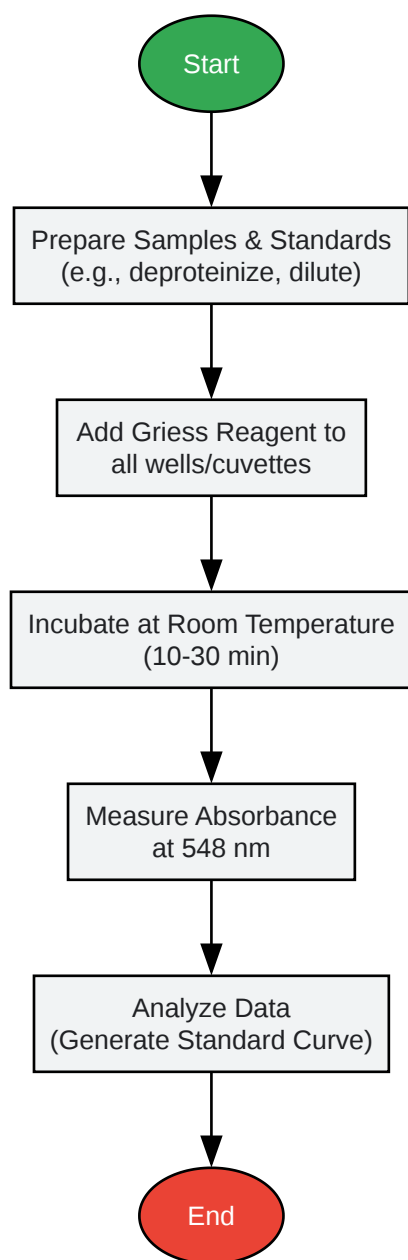 Start
Prepare Samples & Standards
(e.g., deproteinize, dilute)
Add Griess Reagent to
all wells/cuvettes
Incubate at Room Temperature
(10-30 min)
Measure Absorbance
at 548 nm
Analyze Data
(Generate Standard Curve)
End